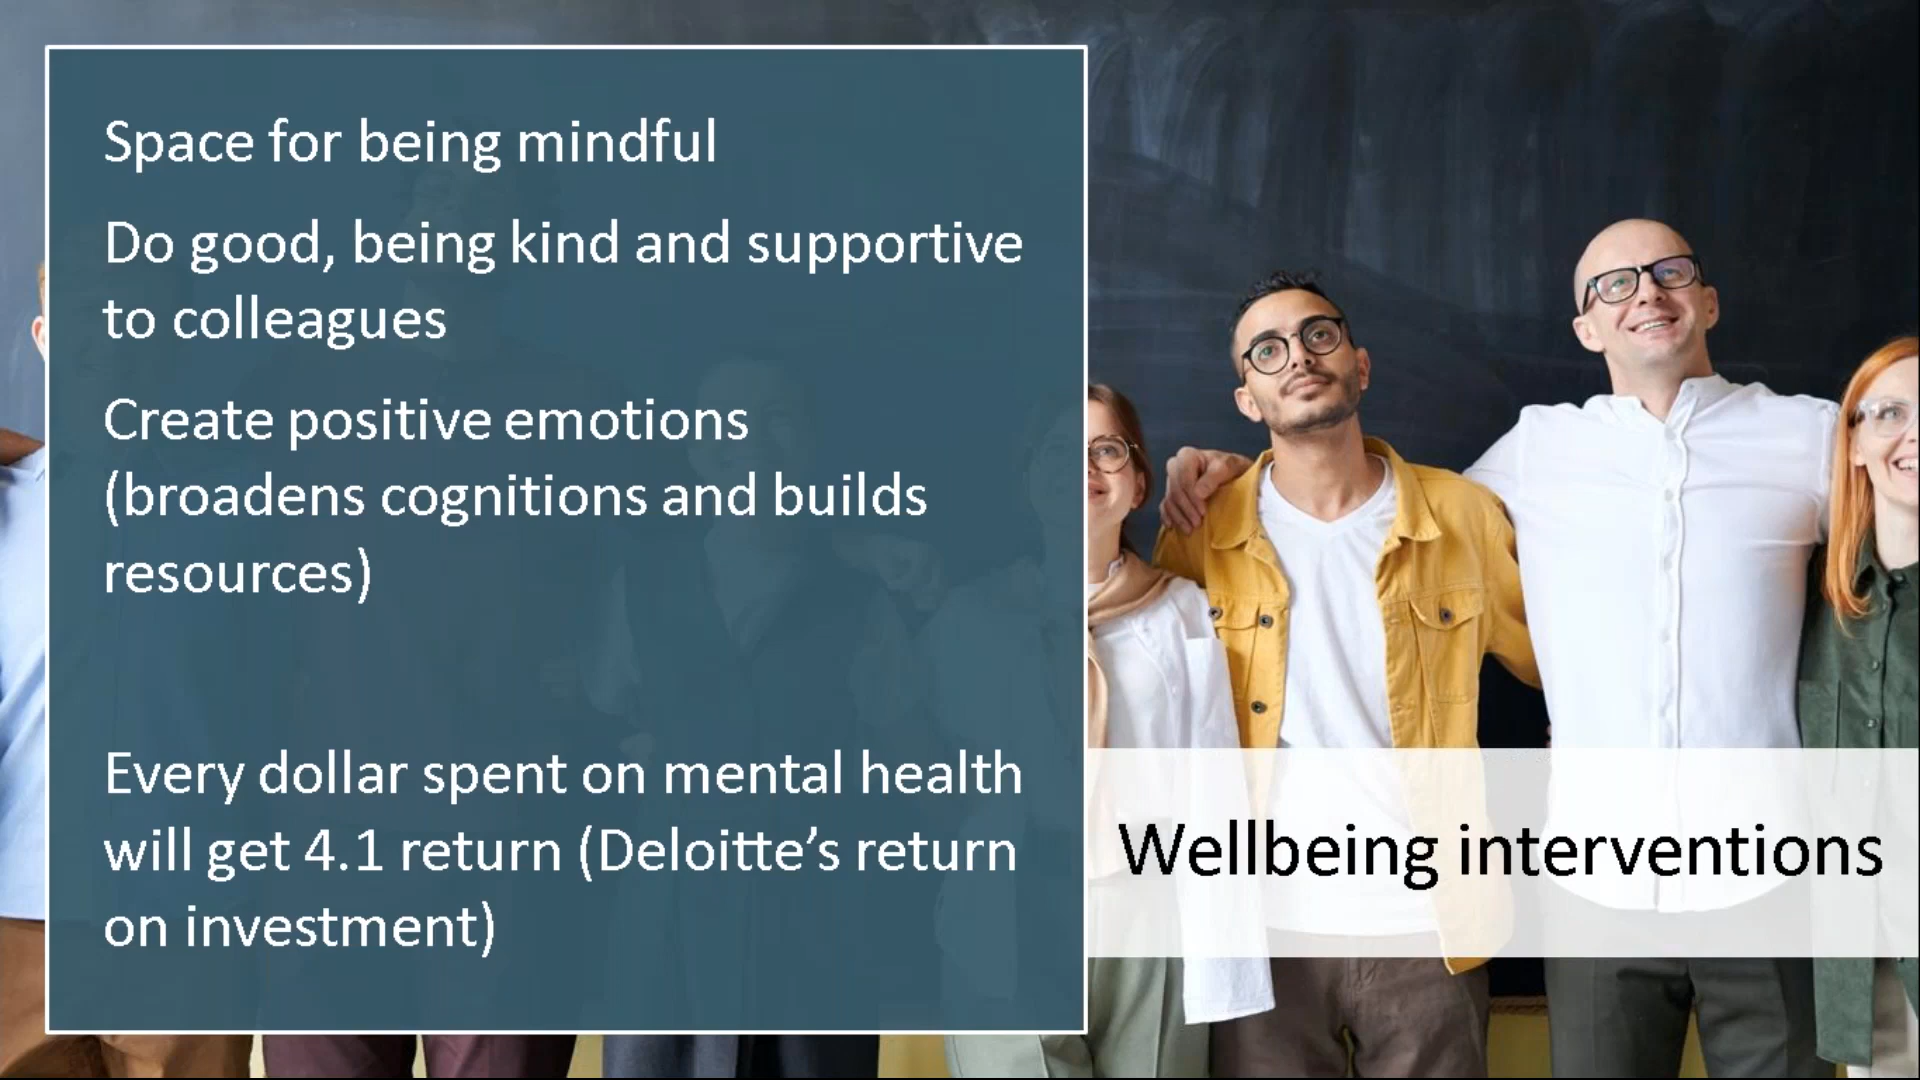 Space for being mindful
Do good, being kind and supportive
to colleagues
Create positive emotions
(broadens cognitions and builds
resources)
Every dollar spent on mental health
will get 4.1 return (Deloitte’s return
on investment)
Wellbeing interventions